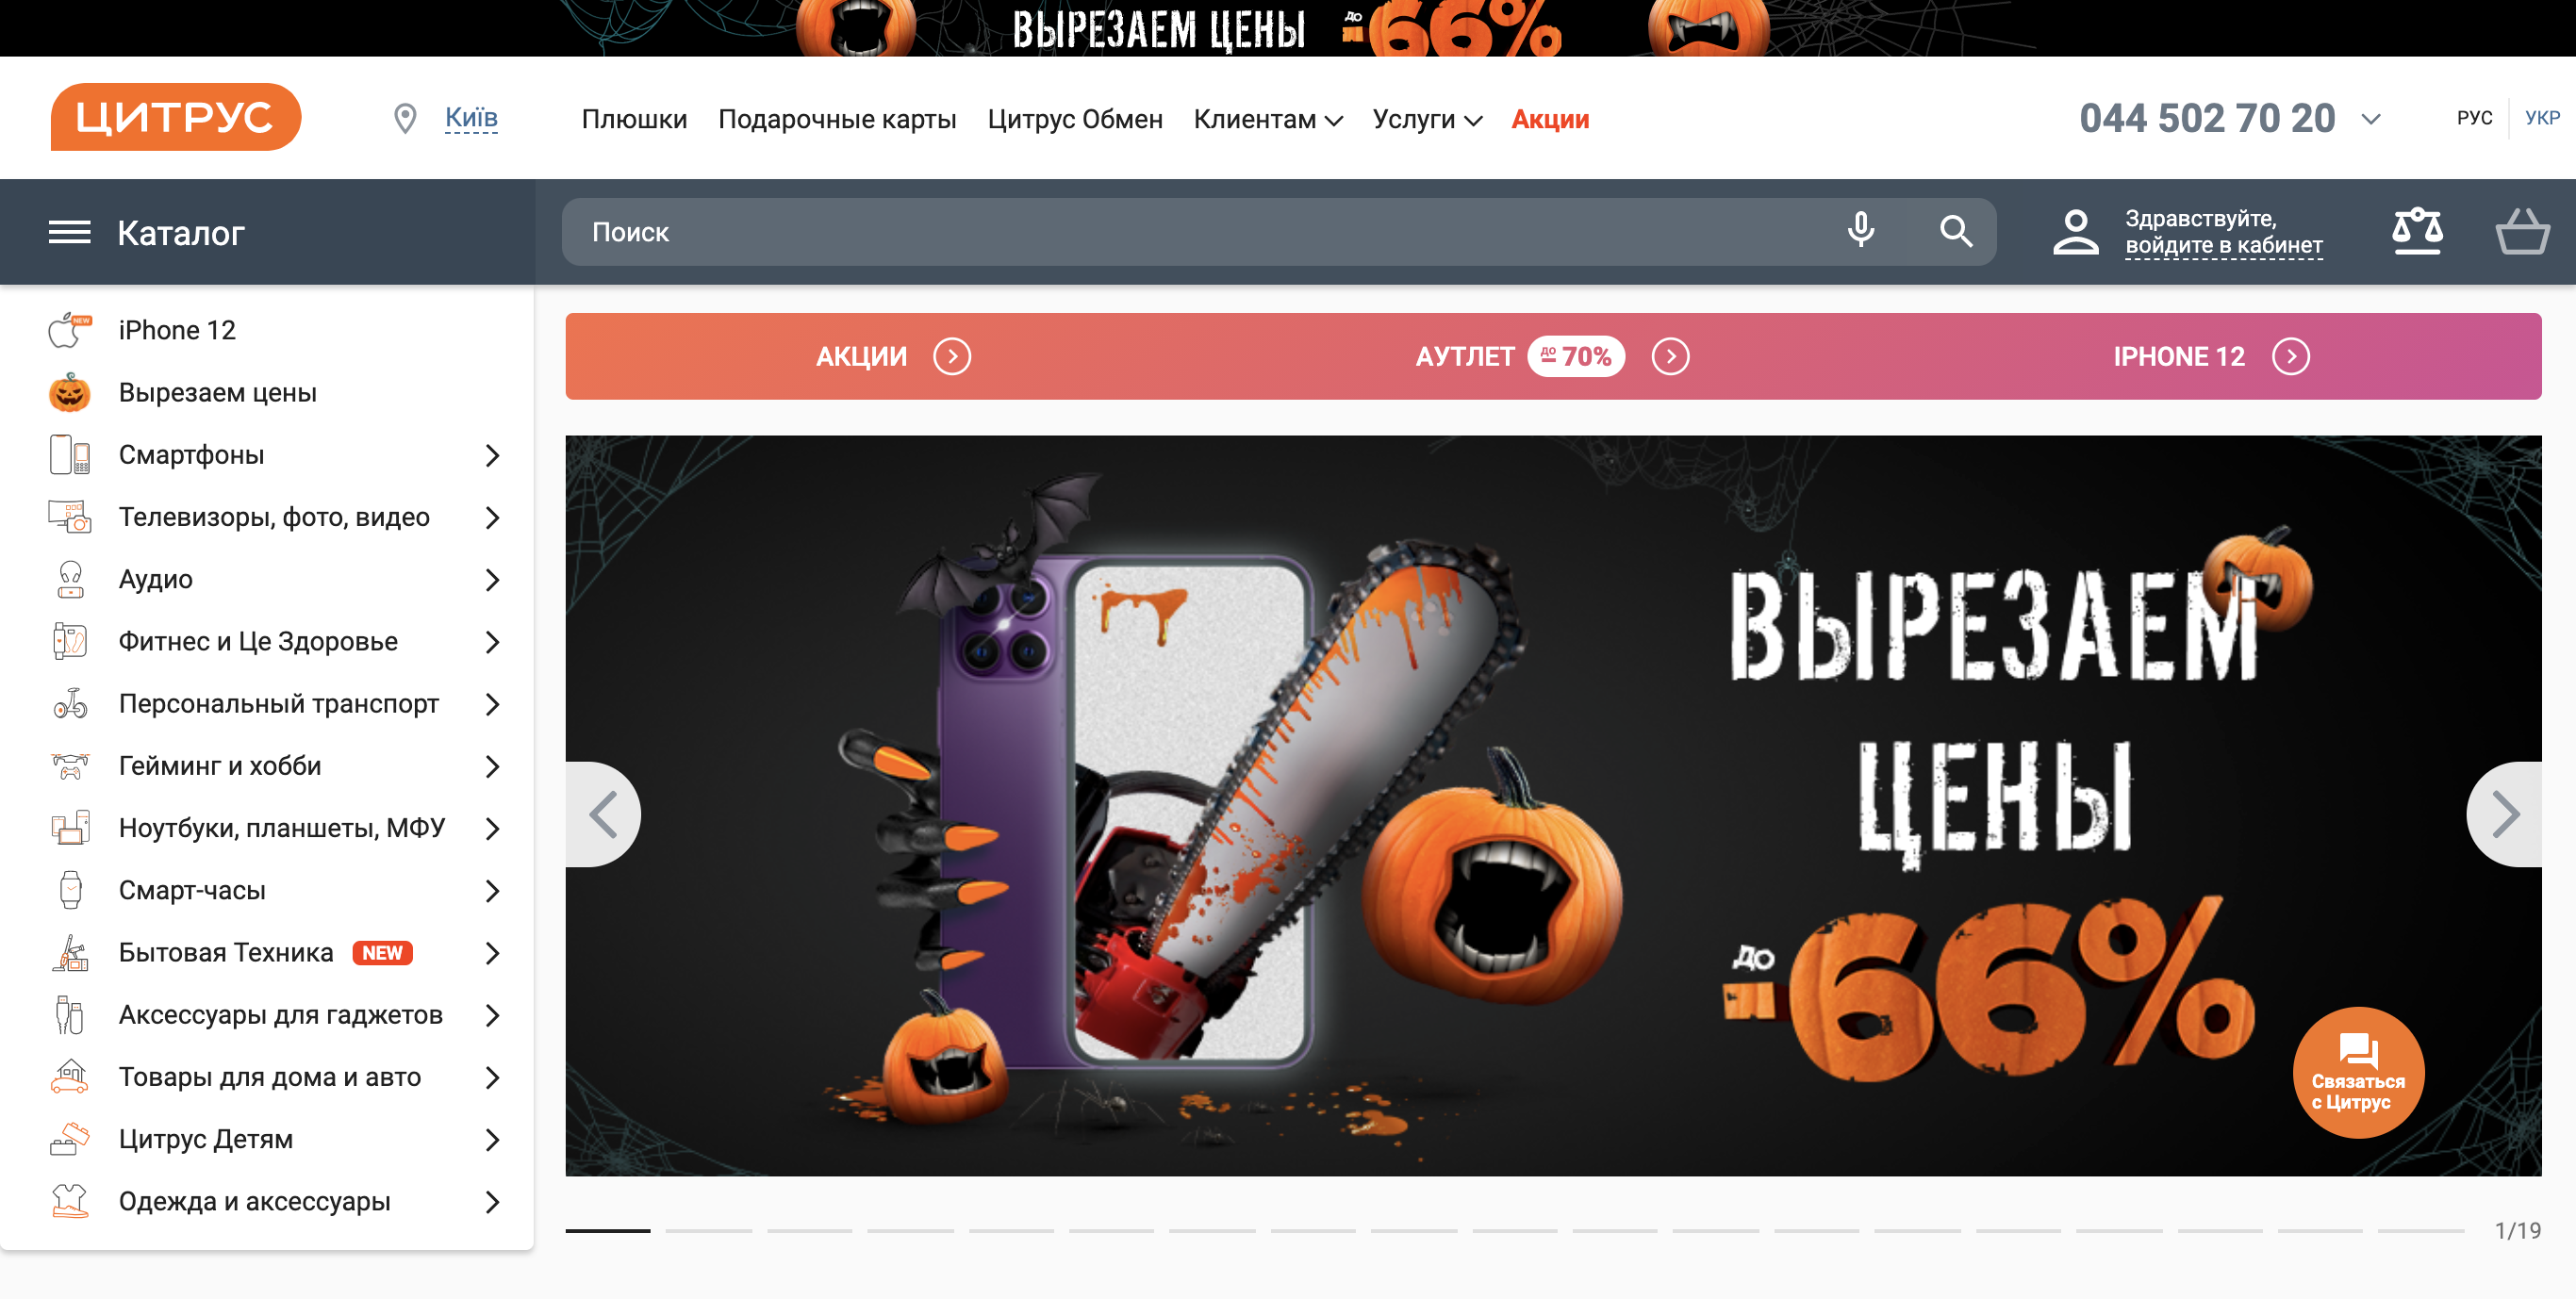 ВЫРЕЗАЕМ ЦЕНЫ до -66%
ЦИТРУС
Київ
Плюшки
Подарочные карты
Цитрус Обмен
Клиентам
Услуги
Акции
044 502 70 20
РУС
УКР
Каталог
Поиск
Здравствуйте,
войдите в кабинет
NEW
iPhone 12
Вырезаем цены
Смартфоны
Телевизоры, фото, видео
Аудио
Фитнес и Це Здоровье
Персональный транспорт
Гейминг и хобби
Ноутбуки, планшеты, МФУ
Смарт-часы
Бытовая Техника NEW
Аксессуары для гаджетов
Товары для дома и авто
Цитрус Детям
Одежда и аксессуары
АКЦИИ
АУТЛЕТ до -70%
IPHONE 12
ВЫРЕЗАЕМ
ЦЕНЫ
до -66%
Связаться
с Цитрус
1/19